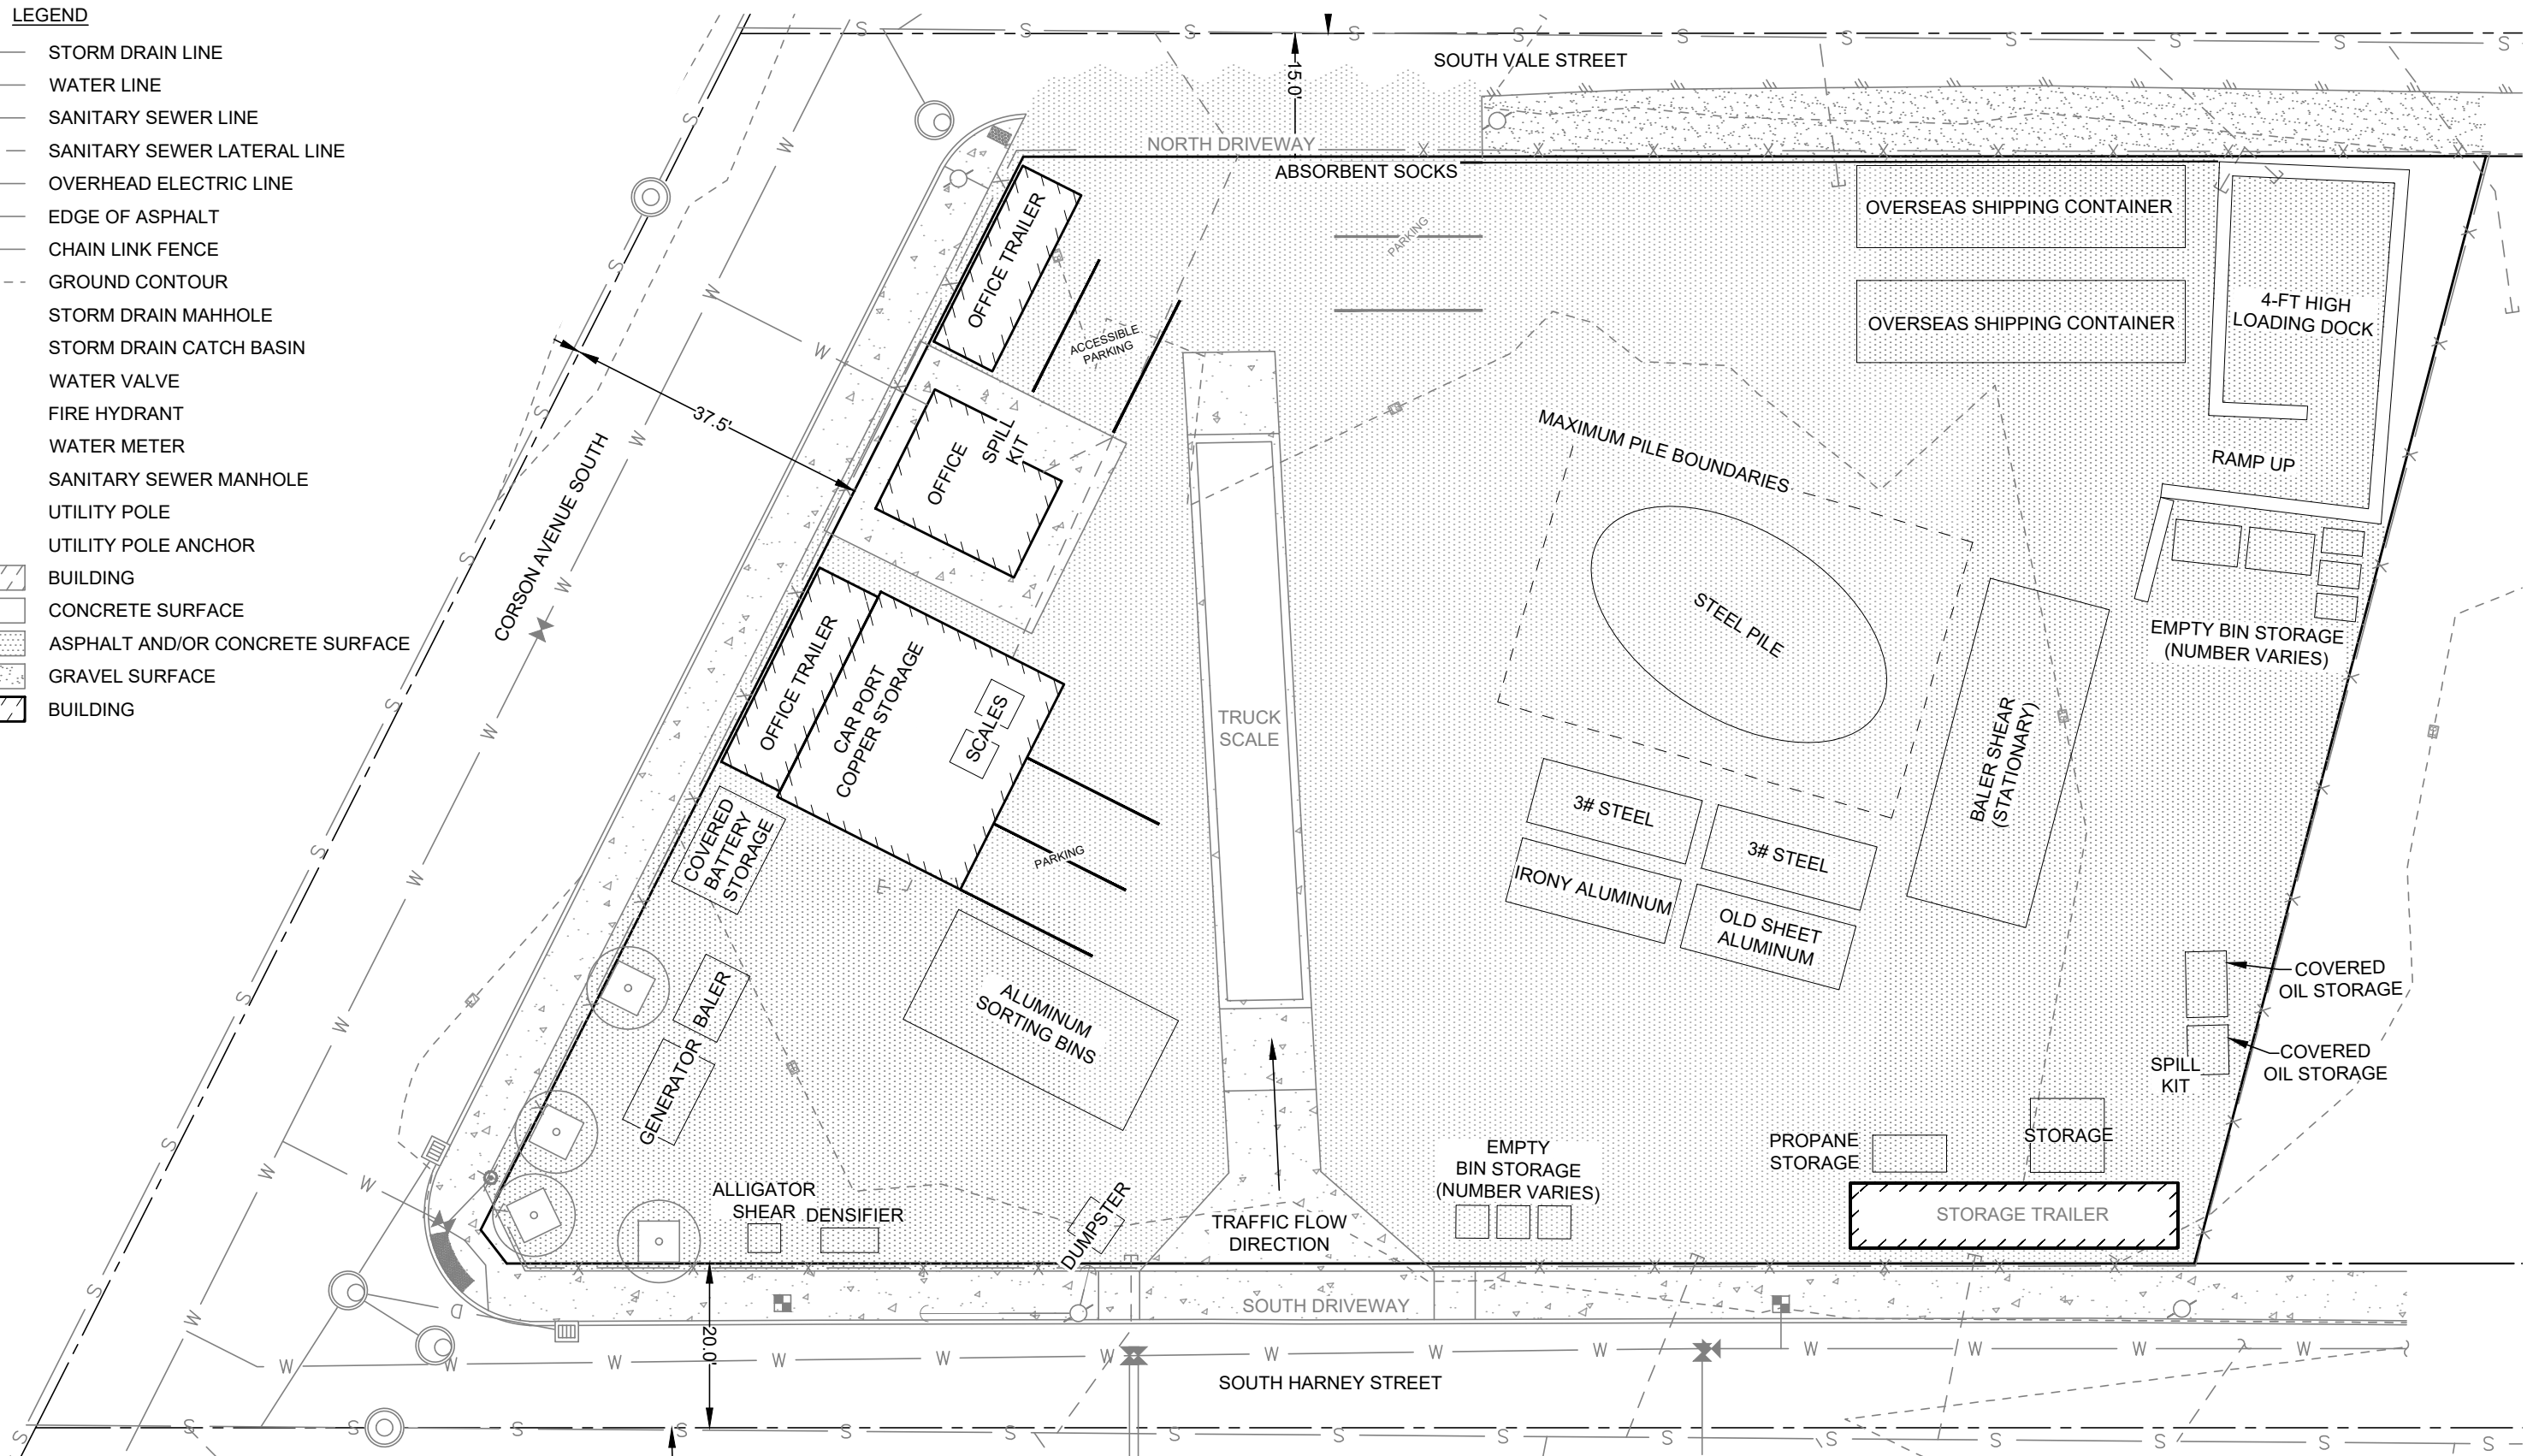 LEGEND
STORM DRAIN LINE
WATER LINE
SANITARY SEWER LINE
SANITARY SEWER LATERAL LINE
OVERHEAD ELECTRIC LINE
EDGE OF ASPHALT
CHAIN LINK FENCE
GROUND CONTOUR
STORM DRAIN MAHHOLE
STORM DRAIN CATCH BASIN
WATER VALVE
FIRE HYDRANT
WATER METER
SANITARY SEWER MANHOLE
UTILITY POLE
UTILITY POLE ANCHOR
BUILDING
CONCRETE SURFACE
ASPHALT AND/OR CONCRETE SURFACE
GRAVEL SURFACE
BUILDING
SOUTH VALE STREET
15.0'
NORTH DRIVEWAY
ABSORBENT SOCKS
PARKING
OVERSEAS SHIPPING CONTAINER
OVERSEAS SHIPPING CONTAINER
4-FT HIGH
LOADING DOCK
RAMP UP
OFFICE TRAILER
ACCESSIBLE
PARKING
37.5'
CORSON AVENUE SOUTH
OFFICE
SPILL
KIT
MAXIMUM PILE BOUNDARIES
STEEL PILE
EMPTY BIN STORAGE
(NUMBER VARIES)
OFFICE TRAILER
CAR PORT
COPPER STORAGE
SCALES
TRUCK
SCALE
BALER SHEAR
(STATIONARY)
3# STEEL
3# STEEL
IRONY ALUMINUM
OLD SHEET
ALUMINUM
COVERED
BATTERY
STORAGE
PARKING
BALER
GENERATOR
ALUMINUM
SORTING BINS
COVERED
OIL STORAGE
COVERED
OIL STORAGE
SPILL
KIT
STORAGE
PROPANE
STORAGE
STORAGE TRAILER
EMPTY
BIN STORAGE
(NUMBER VARIES)
ALLIGATOR
SHEAR
DENSIFIER
DUMPSTER
TRAFFIC FLOW
DIRECTION
SOUTH DRIVEWAY
20.0'
SOUTH HARNEY STREET